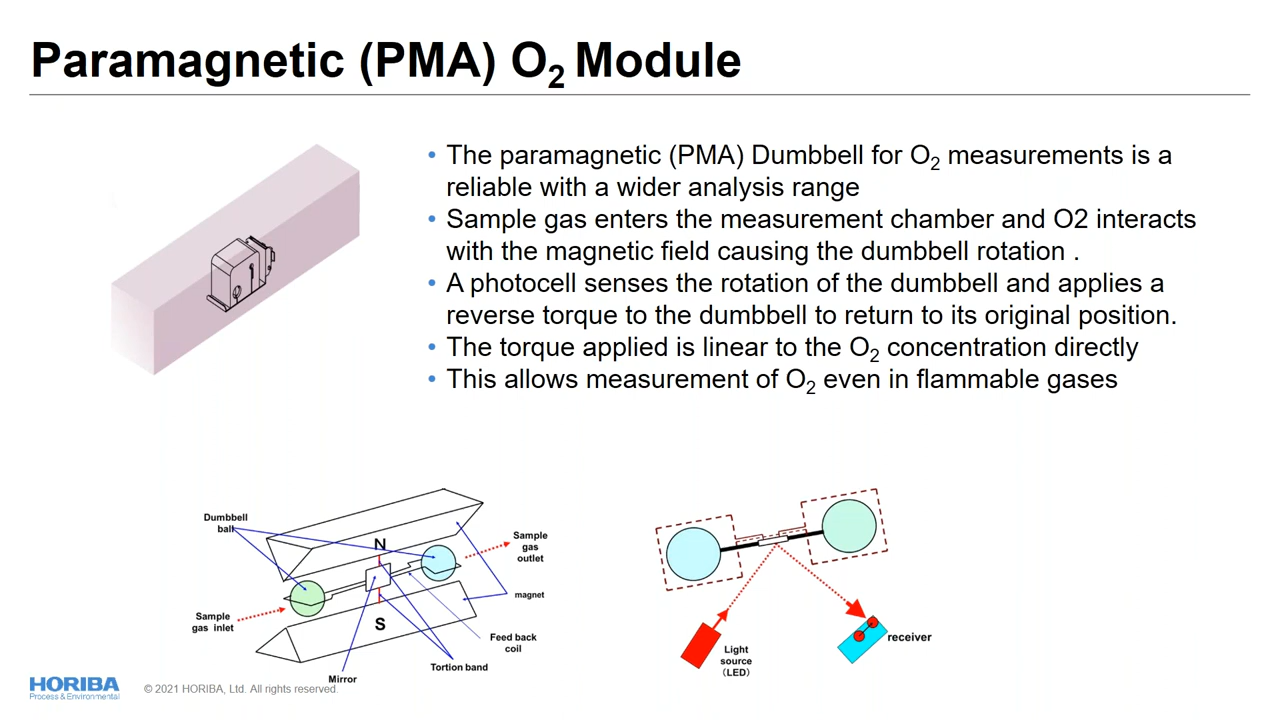 Paramagnetic (PMA) O2 Module
• The paramagnetic (PMA) Dumbbell for O2 measurements is a
reliable with a wider analysis range
• Sample gas enters the measurement chamber and O2 interacts
with the magnetic field causing the dumbbell rotation .
• A photocell senses the rotation of the dumbbell and applies a
reverse torque to the dumbbell to return to its original position.
• The torque applied is linear to the O2 concentration directly
• This allows measurement of O2 even in flammable gases
Dumbbell
ball
N
Sample
gas
outlet
magnet
Sample
gas inlet
S
Feed back
coil
Tortion band
Mirror
Light
source
(LED)
receiver
HORIBA
Process & Environmental
© 2021 HORIBA, Ltd. All rights reserved.